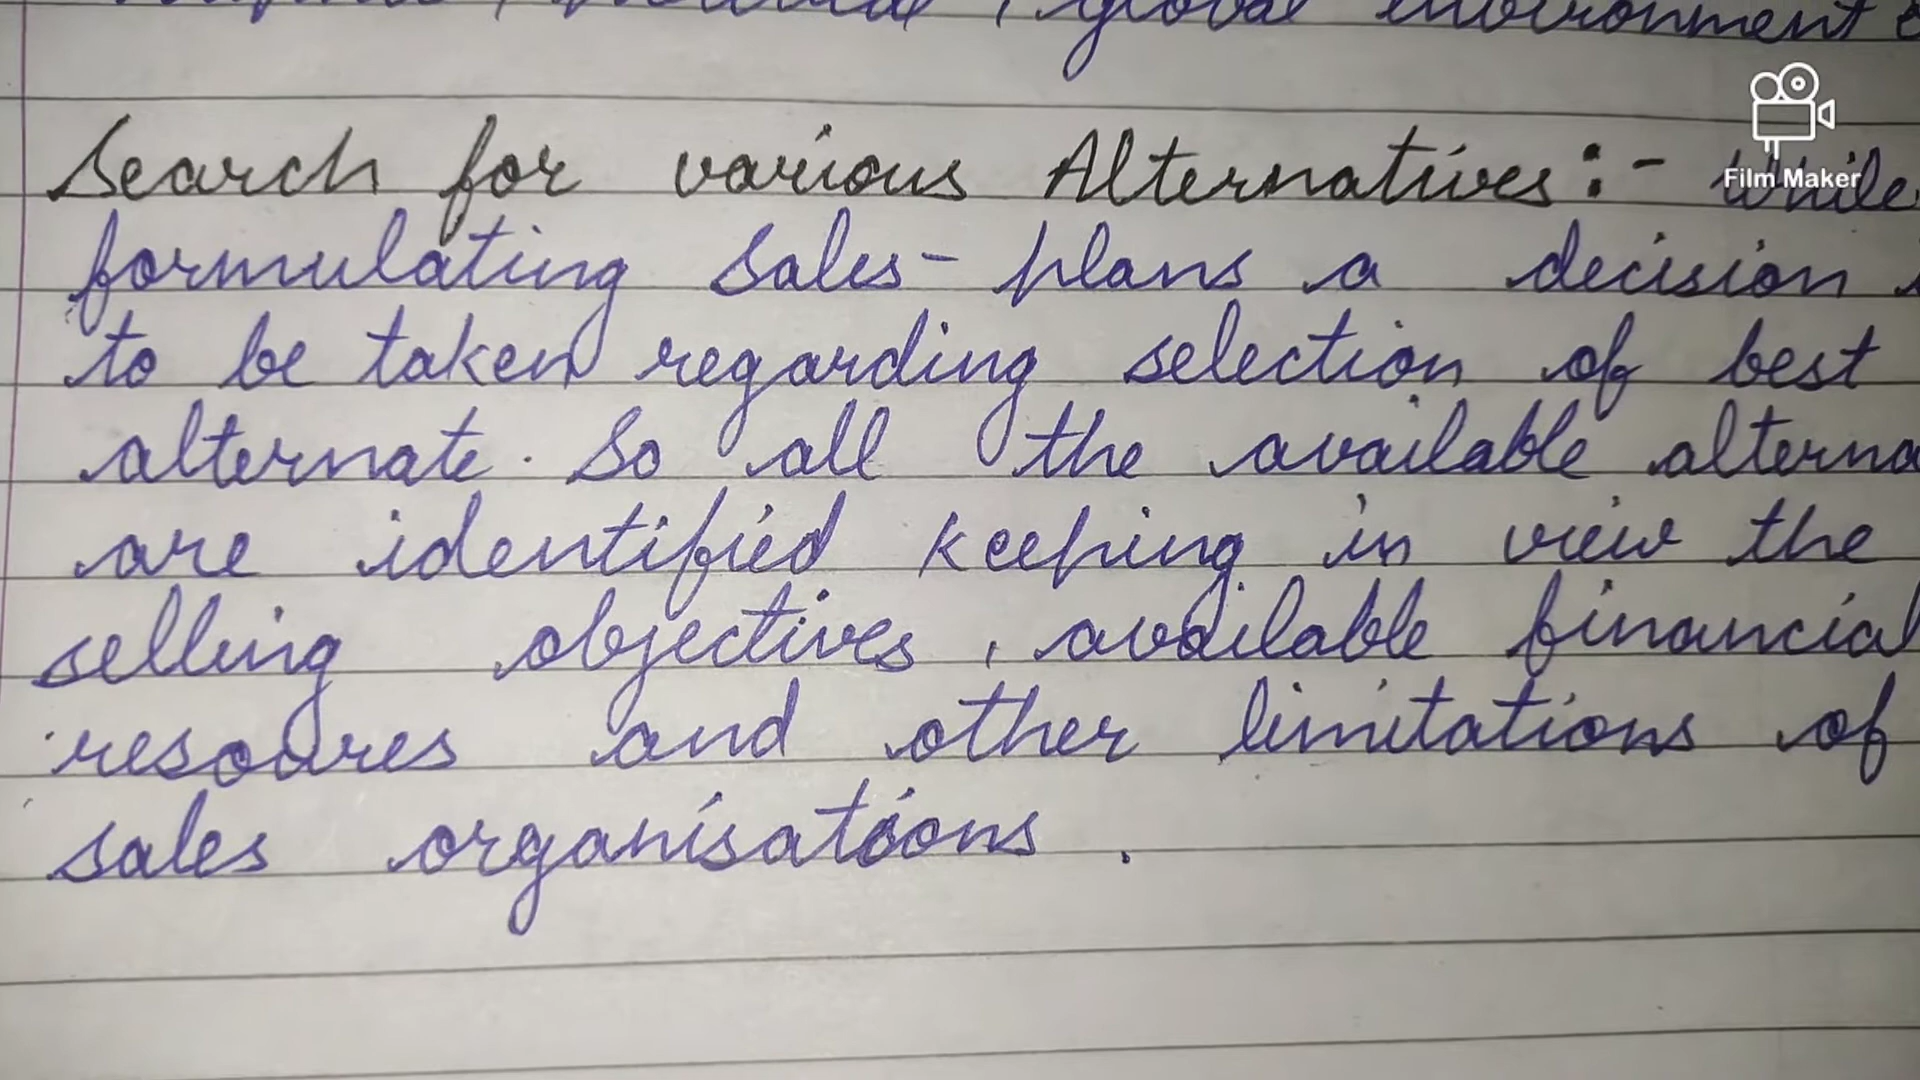 global environment
Search for various Alternatives:- While
formulating Sales- plans a decision
to be taken regarding selection of best
alternate. So all the available alterna
are identified keeping in view the
selling objectives, available financial
resoures and other limitations of
sales organisations.
Film Maker